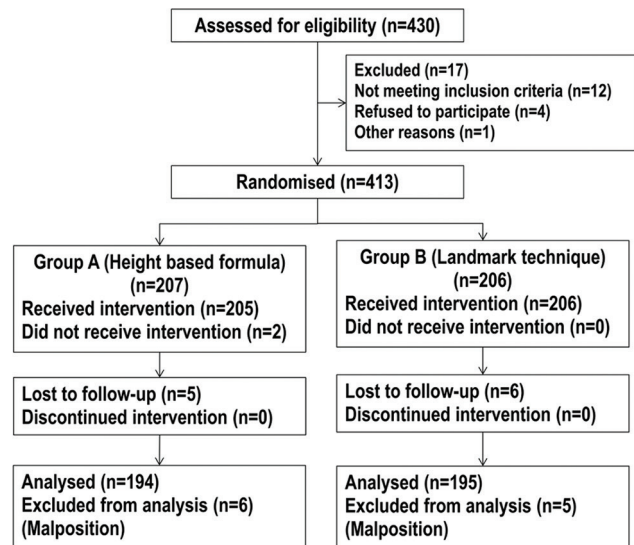 Assessed for eligibility (n=430)
Excluded (n=17)
Not meeting inclusion criteria (n=12)
Refused to participate (n=4)
Other reasons (n=1)
Randomised (n=413)
Group A (Height based formula)
(n=207)
Received intervention (n=205)
Did not receive intervention (n=2)
Group B (Landmark technique)
(n=206)
Received intervention (n=206)
Did not receive intervention (n=0)
Lost to follow-up (n=5)
Discontinued intervention (n=0)
Lost to follow-up (n=6)
Discontinued intervention (n=0)
Analysed (n=194)
Excluded from analysis (n=6)
(Malposition)
Analysed (n=195)
Excluded from analysis (n=5)
(Malposition)